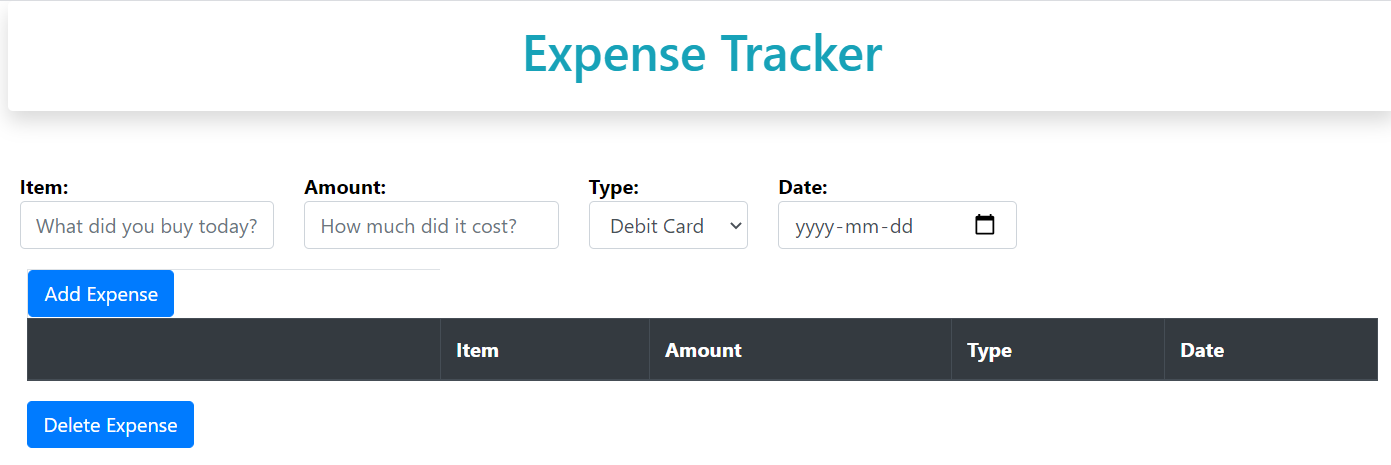 Expense Tracker
Item: Amount: Type: Date:
What did you buy today? How much did it cost? Debit Card yyyy-mm-dd
Add Expense
Item Amount Type Date
Delete Expense